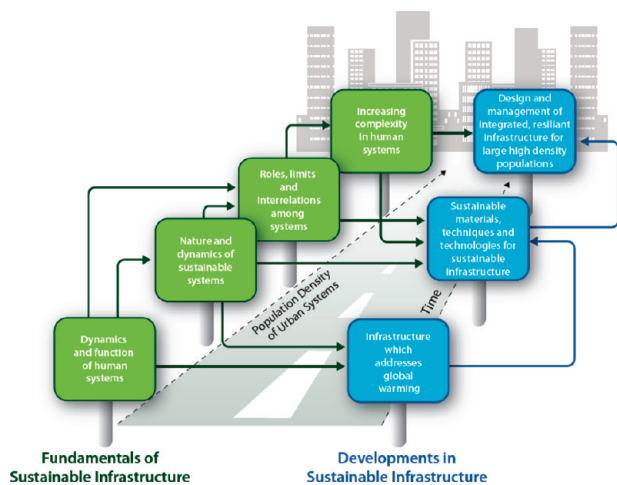 Increasing
complexity
in human
systems
Design and
management of
integrated, resiliant
infrastructure for
large high density
populations
Roles, limits
and
interrelations
among
systems
Sustainable
materials,
techniques and
technologies for
sustainable
infrastructure
Nature and
dynamics of
sustainable
systems
Population Density
of Urban Systems
Time
Dynamics
and function
of human
systems
Infrastructure
which
addresses
global
warming
Fundamentals of
Sustainable Infrastructure
Developments in
Sustainable Infrastructure